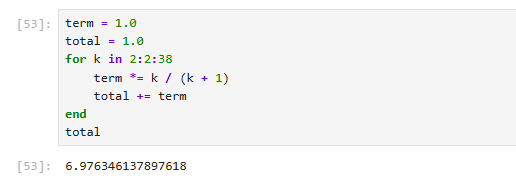 [53]: term = 1.0
total = 1.0
for k in 2:2:38
    term *= k / (k + 1)
    total += term
end
total
[53]: 6.976346137897618